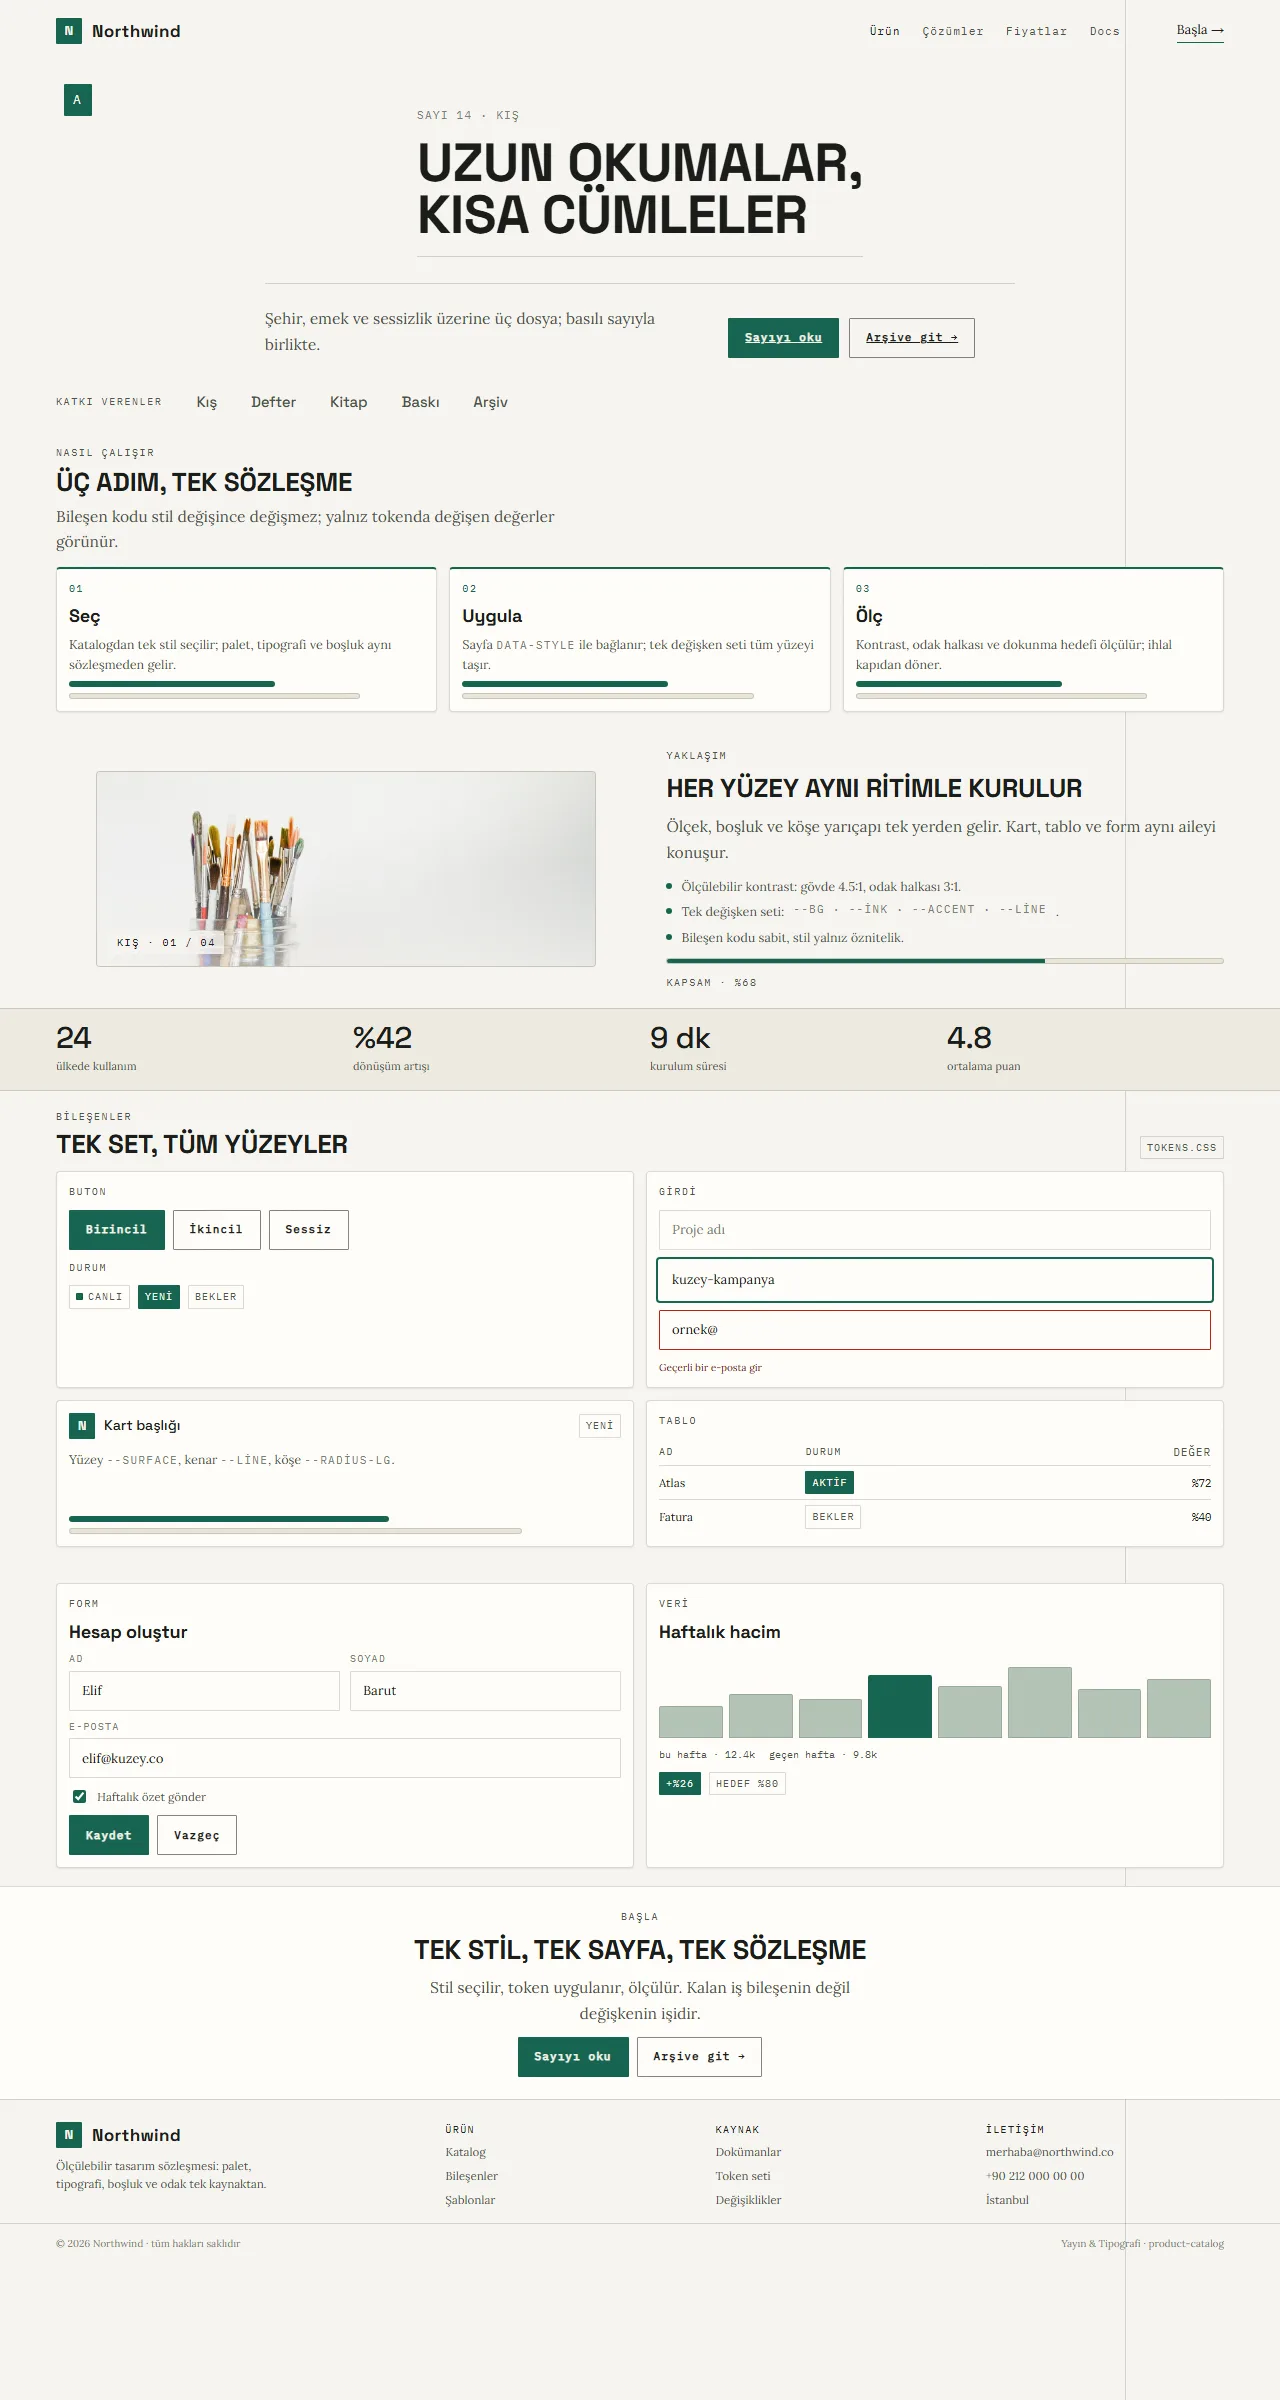 N Northwind
Ürün Çözümler Fiyatlar Docs Başla →
A
SAYI 14 · KIŞ
UZUN OKUMALAR,
KISA CÜMLELER
Şehir, emek ve sessizlik üzerine üç dosya; basılı sayıyla
birlikte.
Sayıyı oku Arşive git →
KATKI VERENLER Kış Defter Kitap Baskı Arşiv
NASIL ÇALIŞIR
ÜÇ ADIM, TEK SÖZLEŞME
Bileşen kodu stil değişince değişmez; yalnız tokenda değişen değerler
görünür.
01
Seç
Katalogdan tek stil seçilir; palet, tipografi ve boşluk aynı
sözleşmeden gelir.
02
Uygula
Sayfa DATA-STYLE ile bağlanır; tek değişken seti tüm yüzeyi
taşır.
03
Ölç
Kontrast, odak halkası ve dokunma hedefi ölçülür; ihlal
kapıdan döner.
KIŞ · 01 / 04
YAKLAŞIM
HER YÜZEY AYNI RİTİMLE KURULUR
Ölçek, boşluk ve köşe yarıçapı tek yerden gelir. Kart, tablo ve form aynı aileyi
konuşur.
Ölçülebilir kontrast: gövde 4.5:1, odak halkası 3:1.
Tek değişken seti: --BG · --İNK · --ACCENT · --LİNE .
Bileşen kodu sabit, stil yalnız öznitelik.
KAPSAM · %68
24
ülkede kullanım
%42
dönüşüm artışı
9 dk
kurulum süresi
4.8
ortalama puan
BİLEŞENLER
TEK SET, TÜM YÜZEYLER
TOKENS.CSS
BUTON
Birincil İkincil Sessiz
DURUM
CANLI YENİ BEKLER
GİRDİ
Proje adı
kuzey-kampanya
ornek@
Geçerli bir e-posta gir
N Kart başlığı YENİ
Yüzey --SURFACE, kenar --LİNE, köşe --RADİUS-LG.
TABLO
AD DURUM DEĞER
Atlas AKTİF %72
Fatura BEKLER %40
FORM
Hesap oluştur
AD SOYAD
Elif Barut
E-POSTA
elif@kuzey.co
Haftalık özet gönder
Kaydet Vazgeç
VERİ
Haftalık hacim
bu hafta · 12.4k geçen hafta · 9.8k
+%26 HEDEF %80
BAŞLA
TEK STİL, TEK SAYFA, TEK SÖZLEŞME
Stil seçilir, token uygulanır, ölçülür. Kalan iş bileşenin değil
değişkenin işidir.
Sayıyı oku Arşive git →
N Northwind
Ölçülebilir tasarım sözleşmesi: palet,
tipografi, boşluk ve odak tek kaynaktan.
ÜRÜN
Katalog
Bileşenler
Şablonlar
KAYNAK
Dokümanlar
Token seti
Değişiklikler
İLETİŞİM
merhaba@northwind.co
+90 212 000 00 00
İstanbul
© 2026 Northwind · tüm hakları saklıdır
Yayın & Tipografi · product-catalog